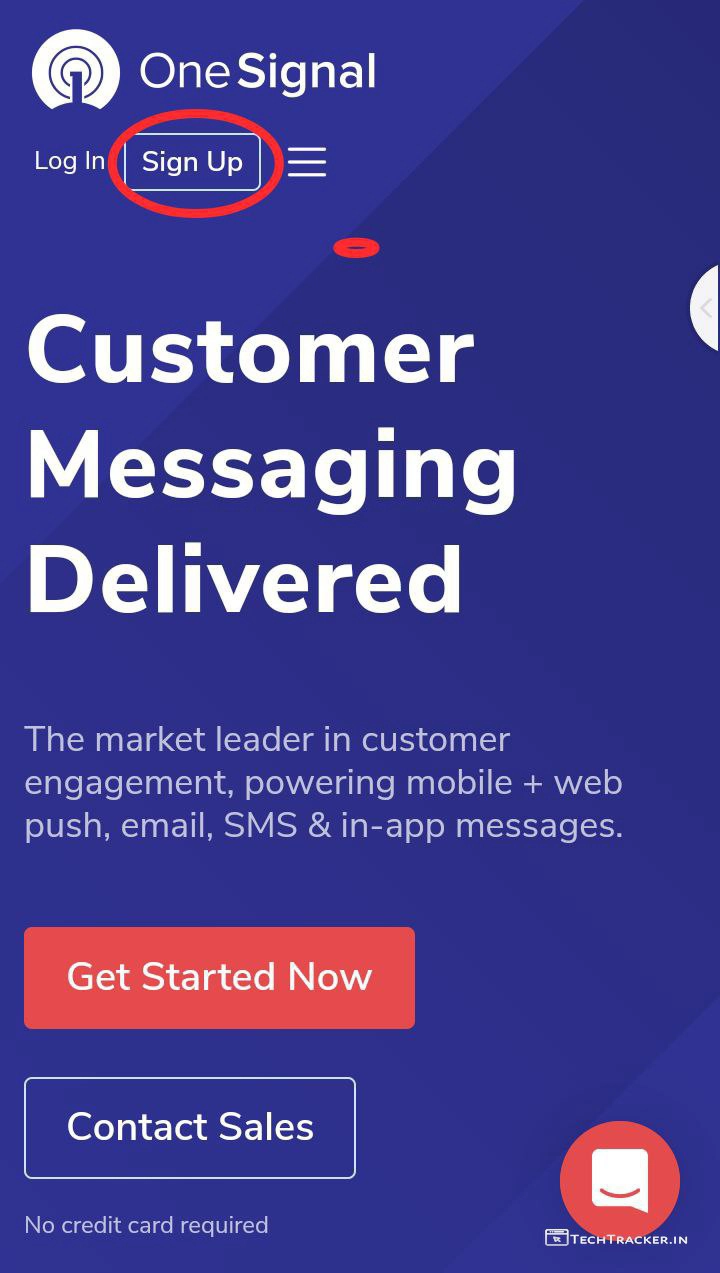 OneSignal
Log In Sign Up
Customer
Messaging
Delivered
The market leader in customer
engagement, powering mobile + web
push, email, SMS & in-app messages.
Get Started Now
Contact Sales
No credit card required
TechTracker.in